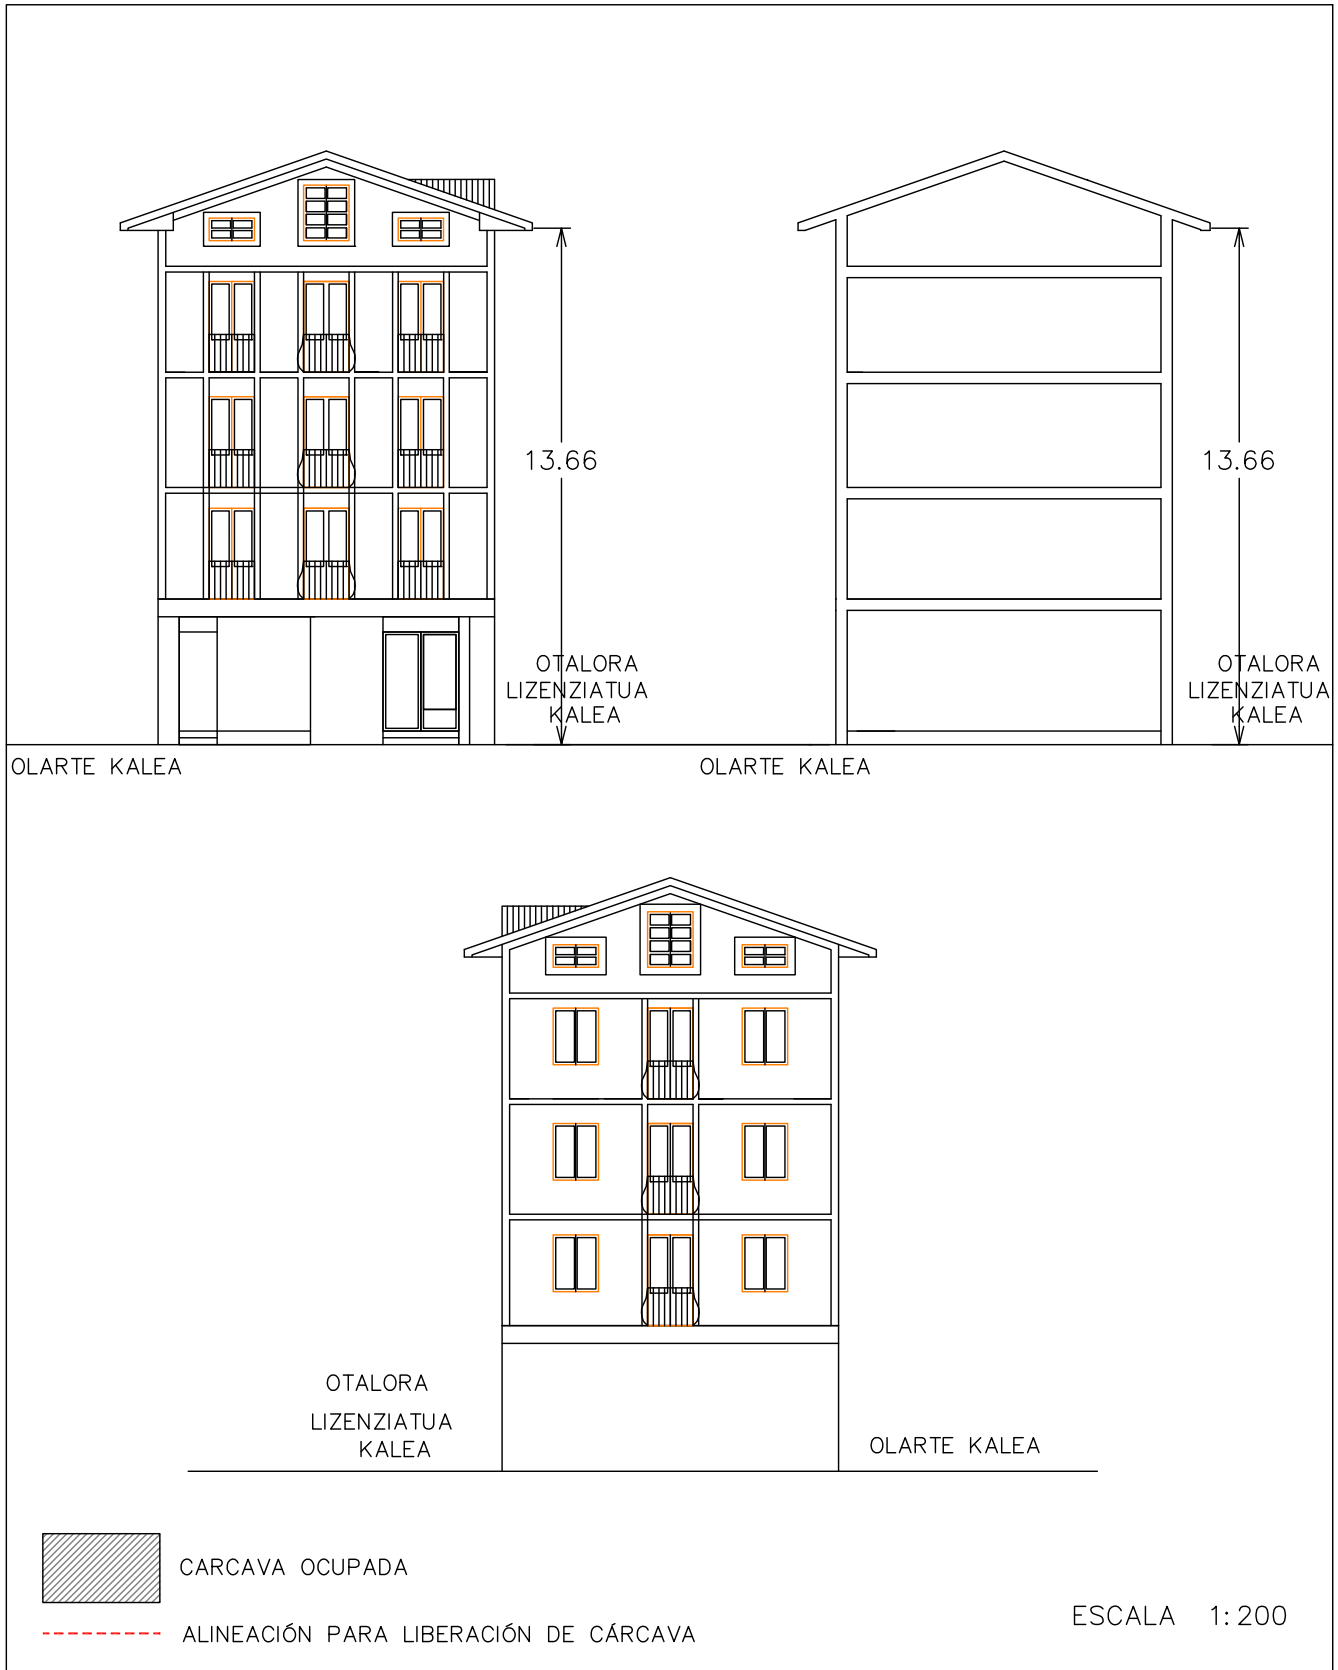 13.66
13.66
OTALORA
LIZENZIATUA
KALEA
OTALORA
LIZENZIATUA
KALEA
OLARTE KALEA
OLARTE KALEA
OTALORA
LIZENZIATUA
KALEA
OLARTE KALEA
CARCAVA OCUPADA
ALINEACIÓN PARA LIBERACIÓN DE CÁRCAVA
ESCALA 1:200